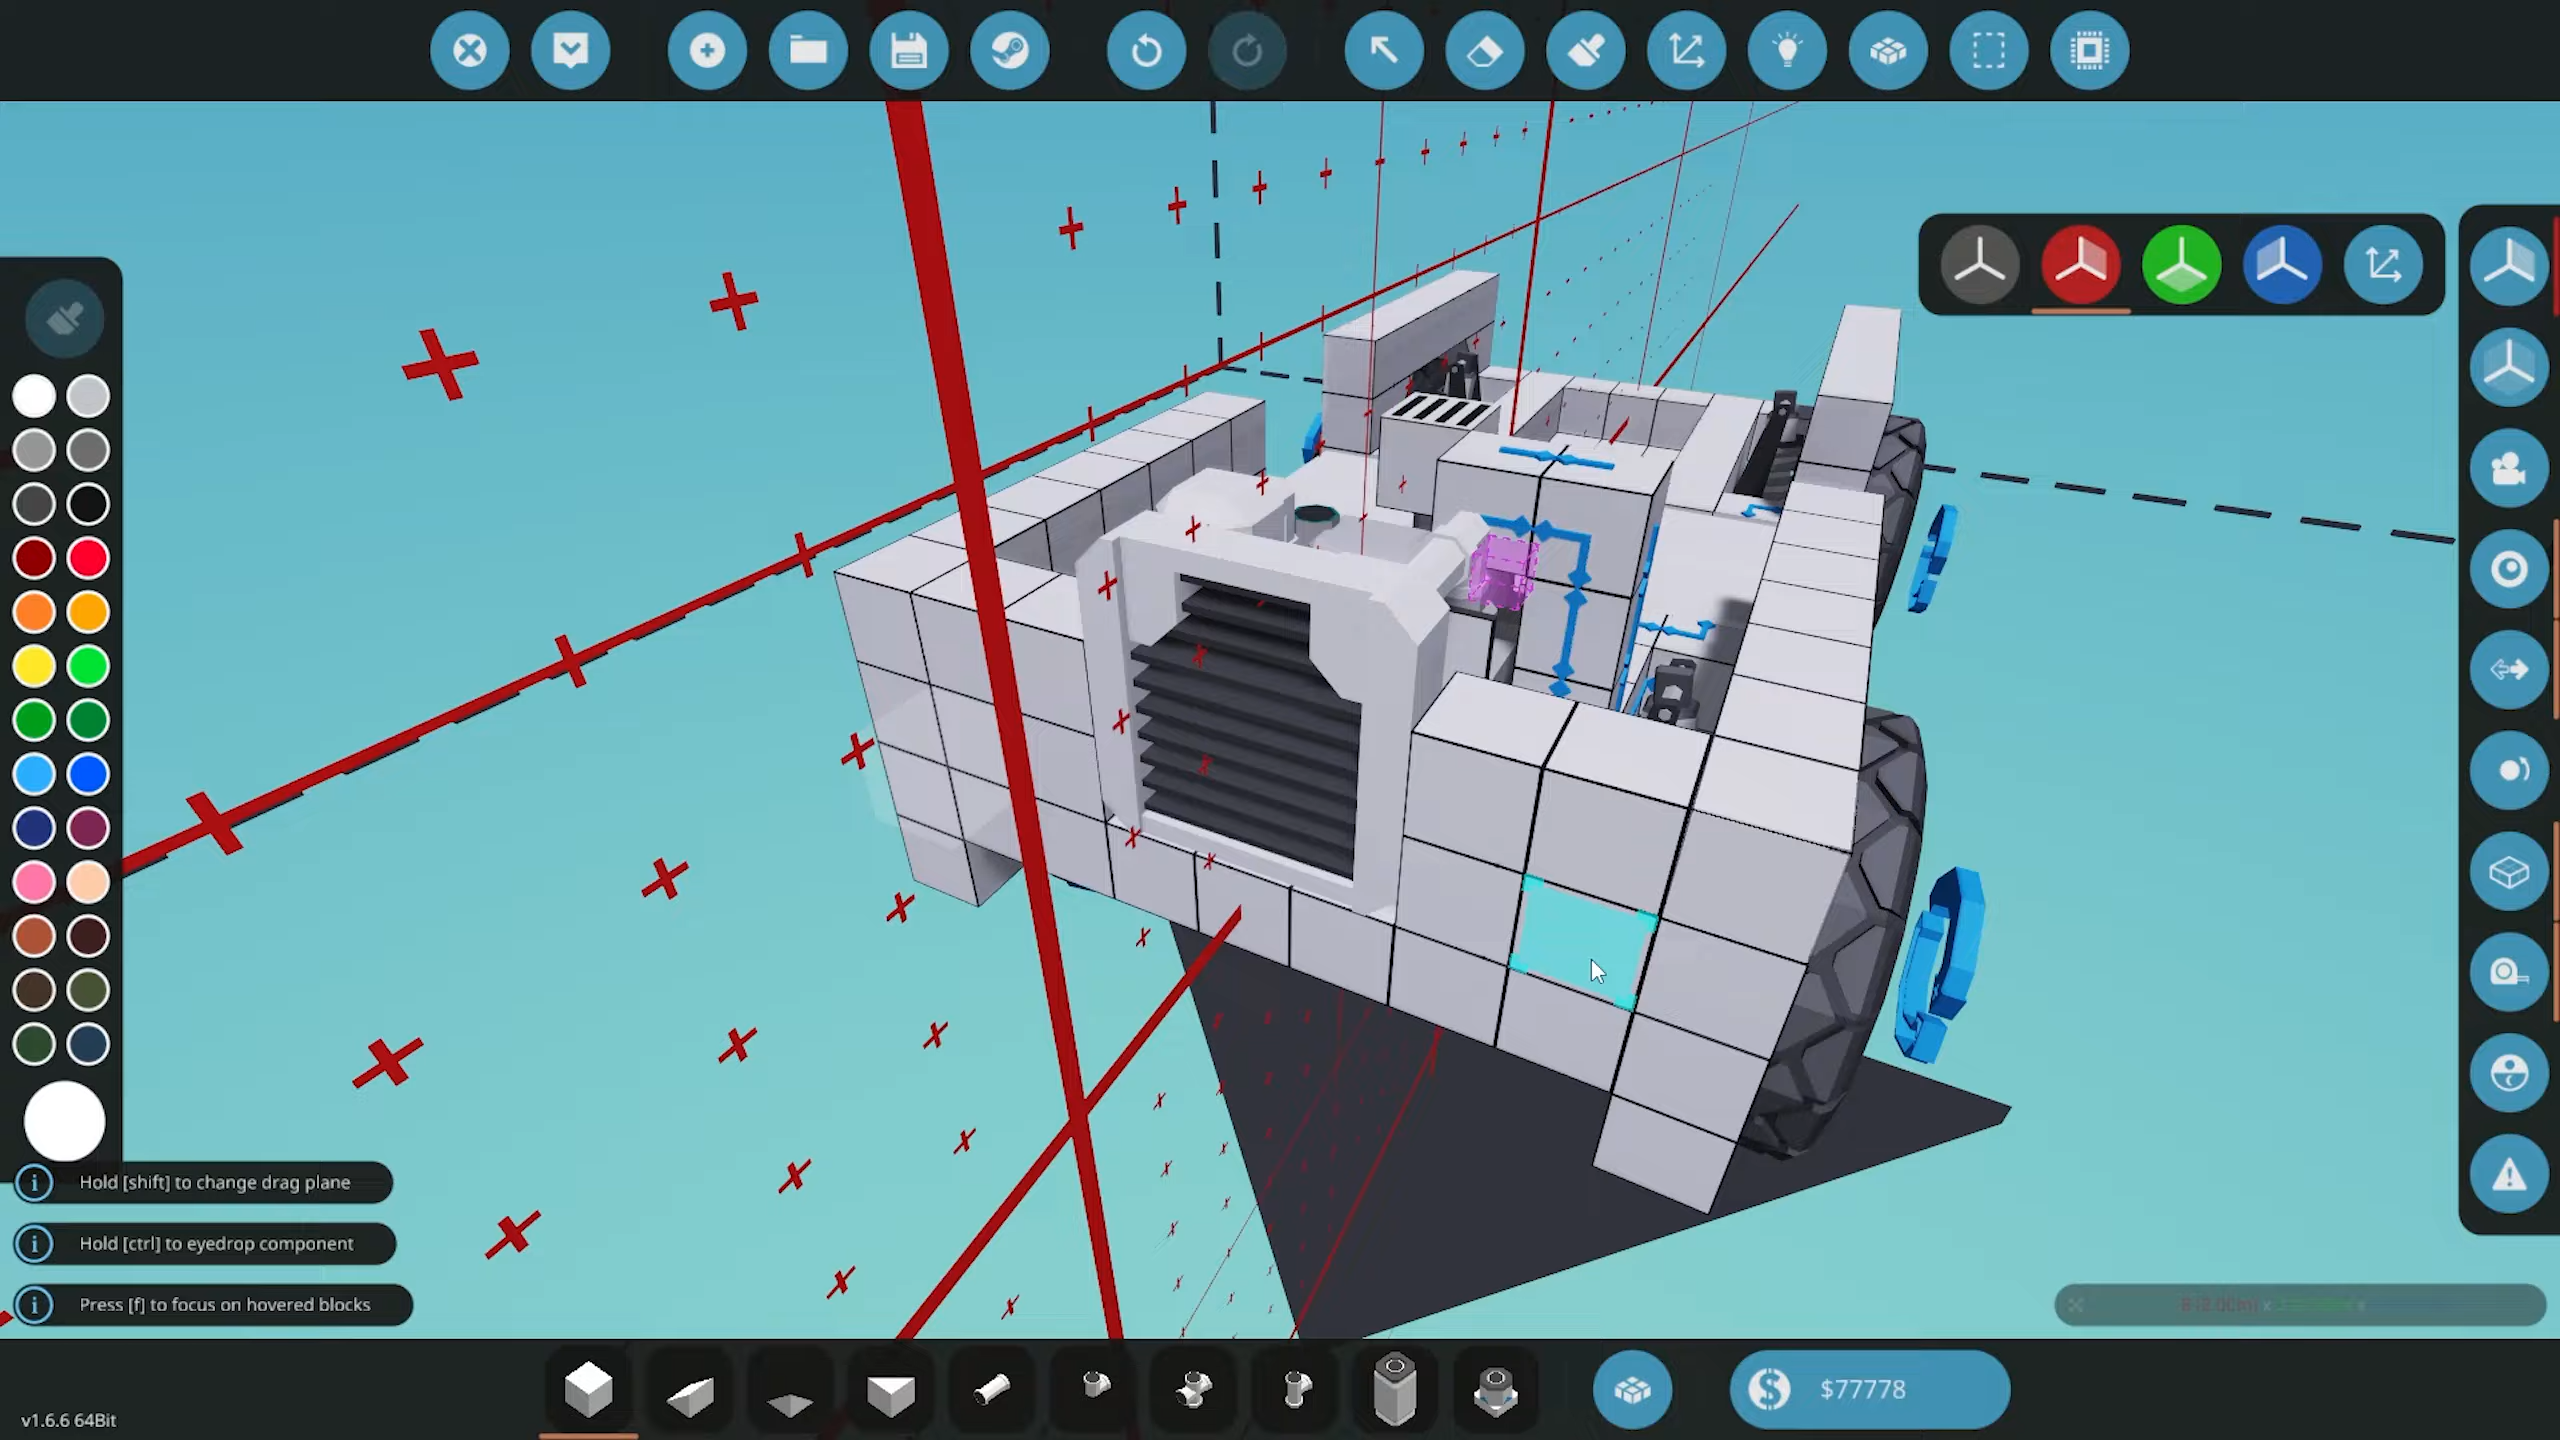 Hold [shift] to change drag plane
Hold [ctrl] to eyedrop component
Press [f] to focus on hovered blocks
$77778
v1.6.6 64Bit